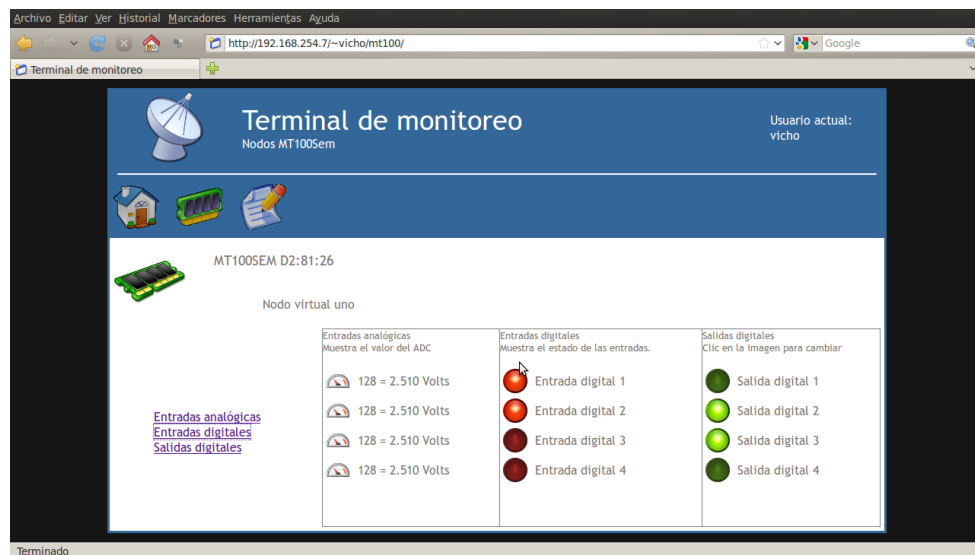 Archivo Editar Ver Historial Marcadores Herramientas Ayuda
http://192.168.254.7/~vicho/mt100/
Google
Terminal de monitoreo
Terminal de monitoreo
Nodos MT100Sem
Usuario actual:
vicho
MT100SEM D2:81:26
Nodo virtual uno
Entradas analógicas
Entradas digitales
Salidas digitales
Entradas analógicas
Muestra el valor del ADC
128 = 2.510 Volts
128 = 2.510 Volts
128 = 2.510 Volts
128 = 2.510 Volts
Entradas digitales
Muestra el estado de las entradas.
Entrada digital 1
Entrada digital 2
Entrada digital 3
Entrada digital 4
Salidas digitales
Clic en la imagen para cambiar
Salida digital 1
Salida digital 2
Salida digital 3
Salida digital 4
Terminado